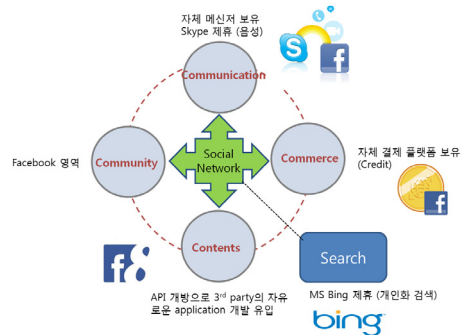 자체 메신저 보유
Skype 제휴 (음성)
Communication
Facebook 영역
Community
Social
Network
Commerce
자체 결제 플랫폼 보유
(Credit)
Contents
Search
API 개방으로 3rd party의 자유
로운 application 개발 유입
MS Bing 제휴 (개인화 검색)
S
f
f
f8
bing